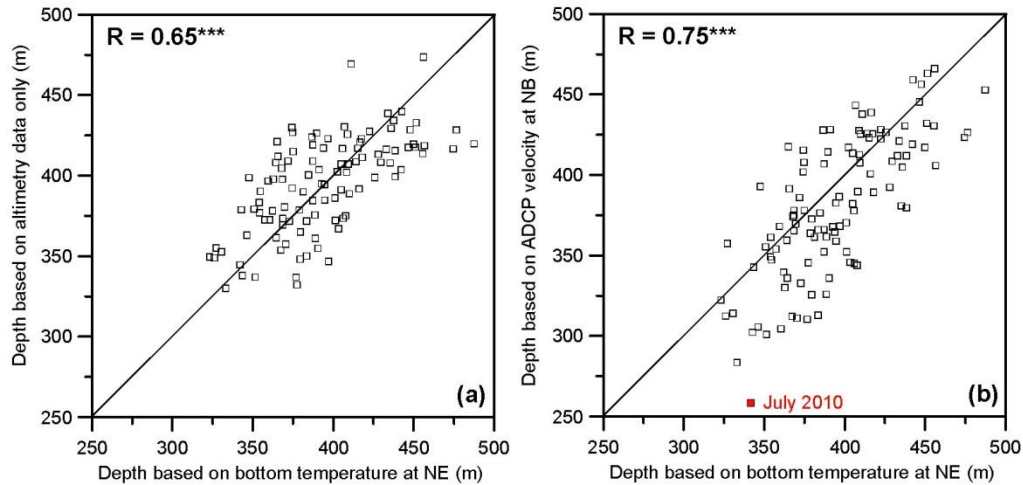 R = 0.65***
Depth based on altimetry data only (m)
500
450
400
350
300
250
250 300 350 400 450 500
Depth based on bottom temperature at NE (m)
(a)
R = 0.75***
Depth based on ADCP velocity at NB (m)
500
450
400
350
300
250
July 2010
250 300 350 400 450 500
Depth based on bottom temperature at NE (m)
(b)